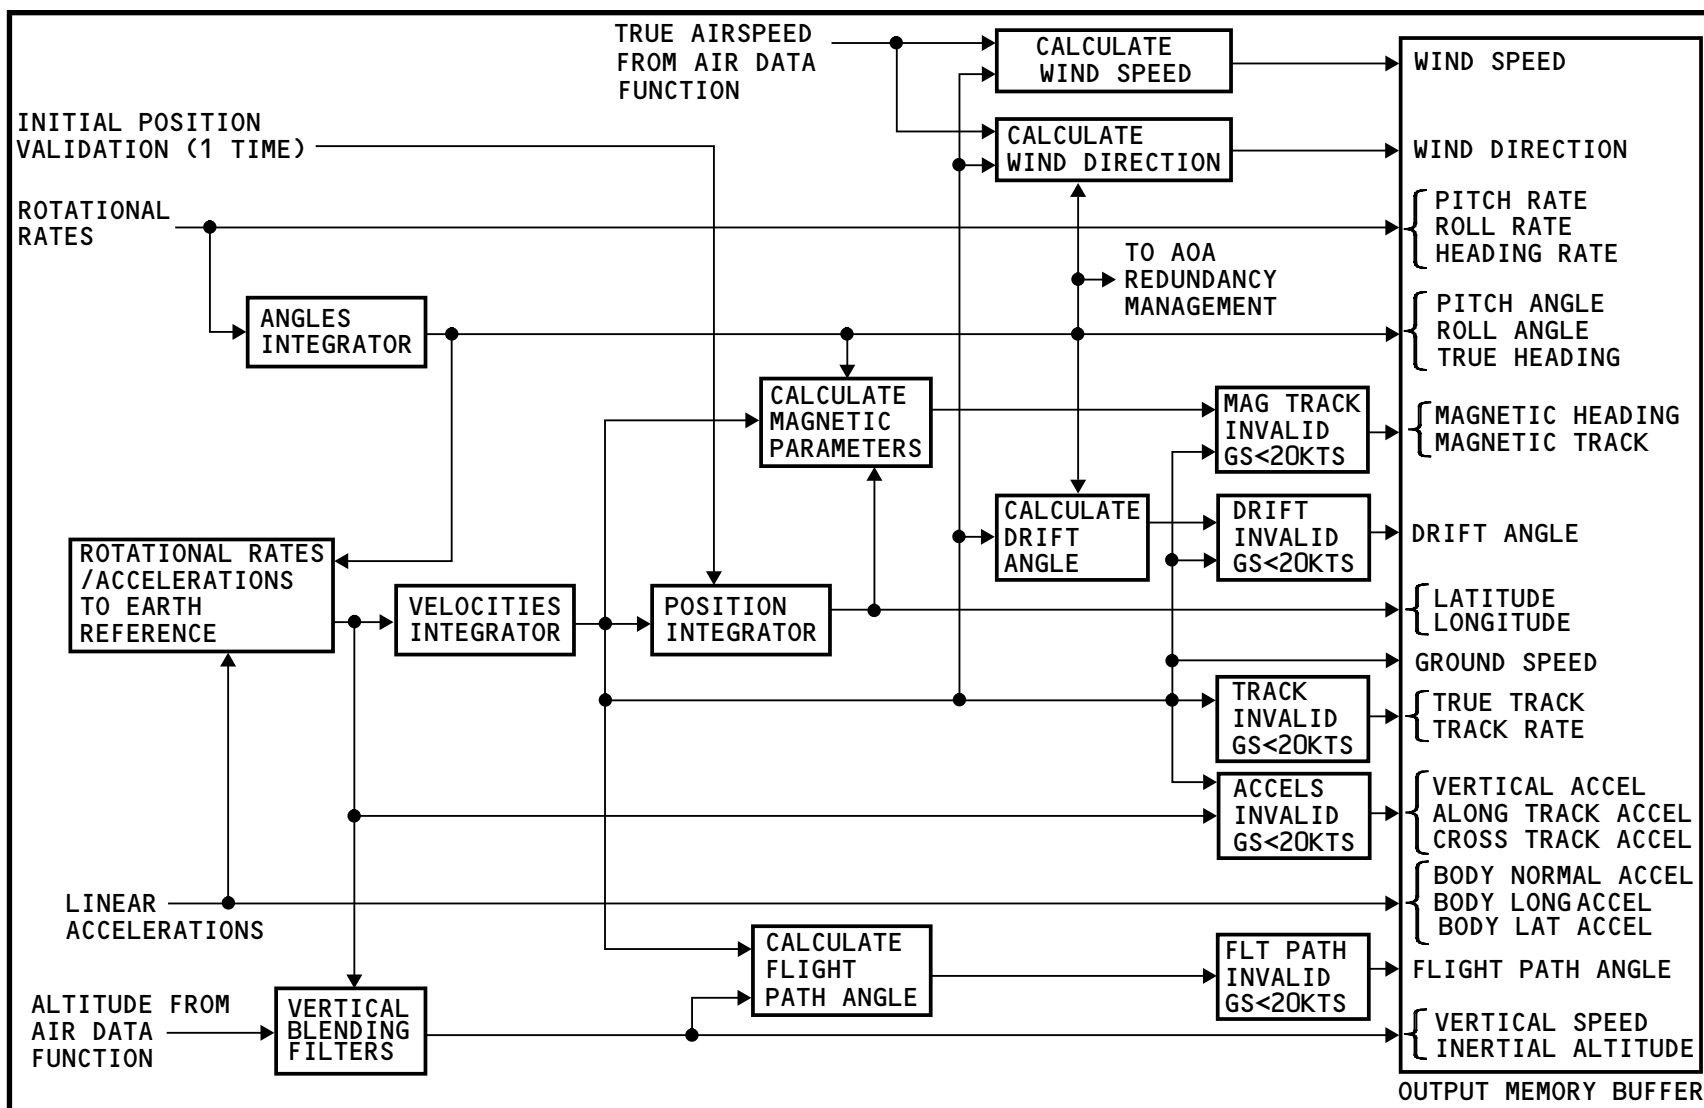 TRUE AIRSPEED
FROM AIR DATA
FUNCTION
CALCULATE
WIND SPEED
WIND SPEED
INITIAL POSITION
VALIDATION (1 TIME)
CALCULATE
WIND DIRECTION
WIND DIRECTION
ROTATIONAL
RATES
PITCH RATE
ROLL RATE
HEADING RATE
TO AOA
REDUNDANCY
MANAGEMENT
ANGLES
INTEGRATOR
PITCH ANGLE
ROLL ANGLE
TRUE HEADING
CALCULATE
MAGNETIC
PARAMETERS
MAG TRACK
INVALID
GS<20KTS
MAGNETIC HEADING
MAGNETIC TRACK
CALCULATE
DRIFT
ANGLE
DRIFT
INVALID
GS<20KTS
DRIFT ANGLE
ROTATIONAL RATES
/ACCELERATIONS
TO EARTH
REFERENCE
VELOCITIES
INTEGRATOR
POSITION
INTEGRATOR
LATITUDE
LONGITUDE
GROUND SPEED
TRACK
INVALID
GS<20KTS
TRUE TRACK
TRACK RATE
ACCELS
INVALID
GS<20KTS
VERTICAL ACCEL
ALONG TRACK ACCEL
CROSS TRACK ACCEL
LINEAR
ACCELERATIONS
BODY NORMAL ACCEL
BODY LONG ACCEL
BODY LAT ACCEL
CALCULATE
FLIGHT
PATH ANGLE
FLT PATH
INVALID
GS<20KTS
FLIGHT PATH ANGLE
ALTITUDE FROM
AIR DATA
FUNCTION
VERTICAL
BLENDING
FILTERS
VERTICAL SPEED
INERTIAL ALTITUDE
OUTPUT MEMORY BUFFER